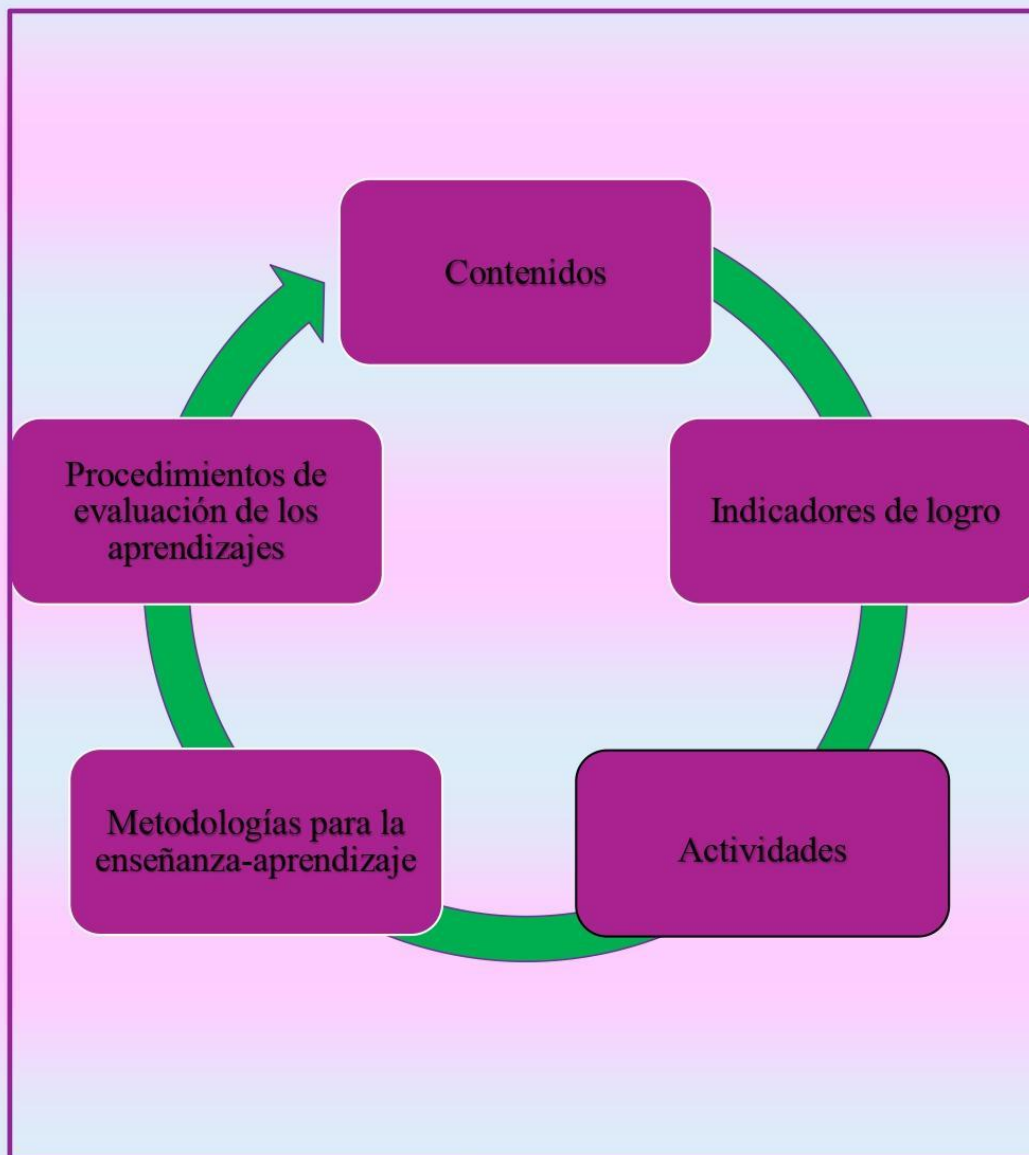 Contenidos
Indicadores de logro
Actividades
Metodologías para la
enseñanza-aprendizaje
Procedimientos de
evaluación de los
aprendizajes